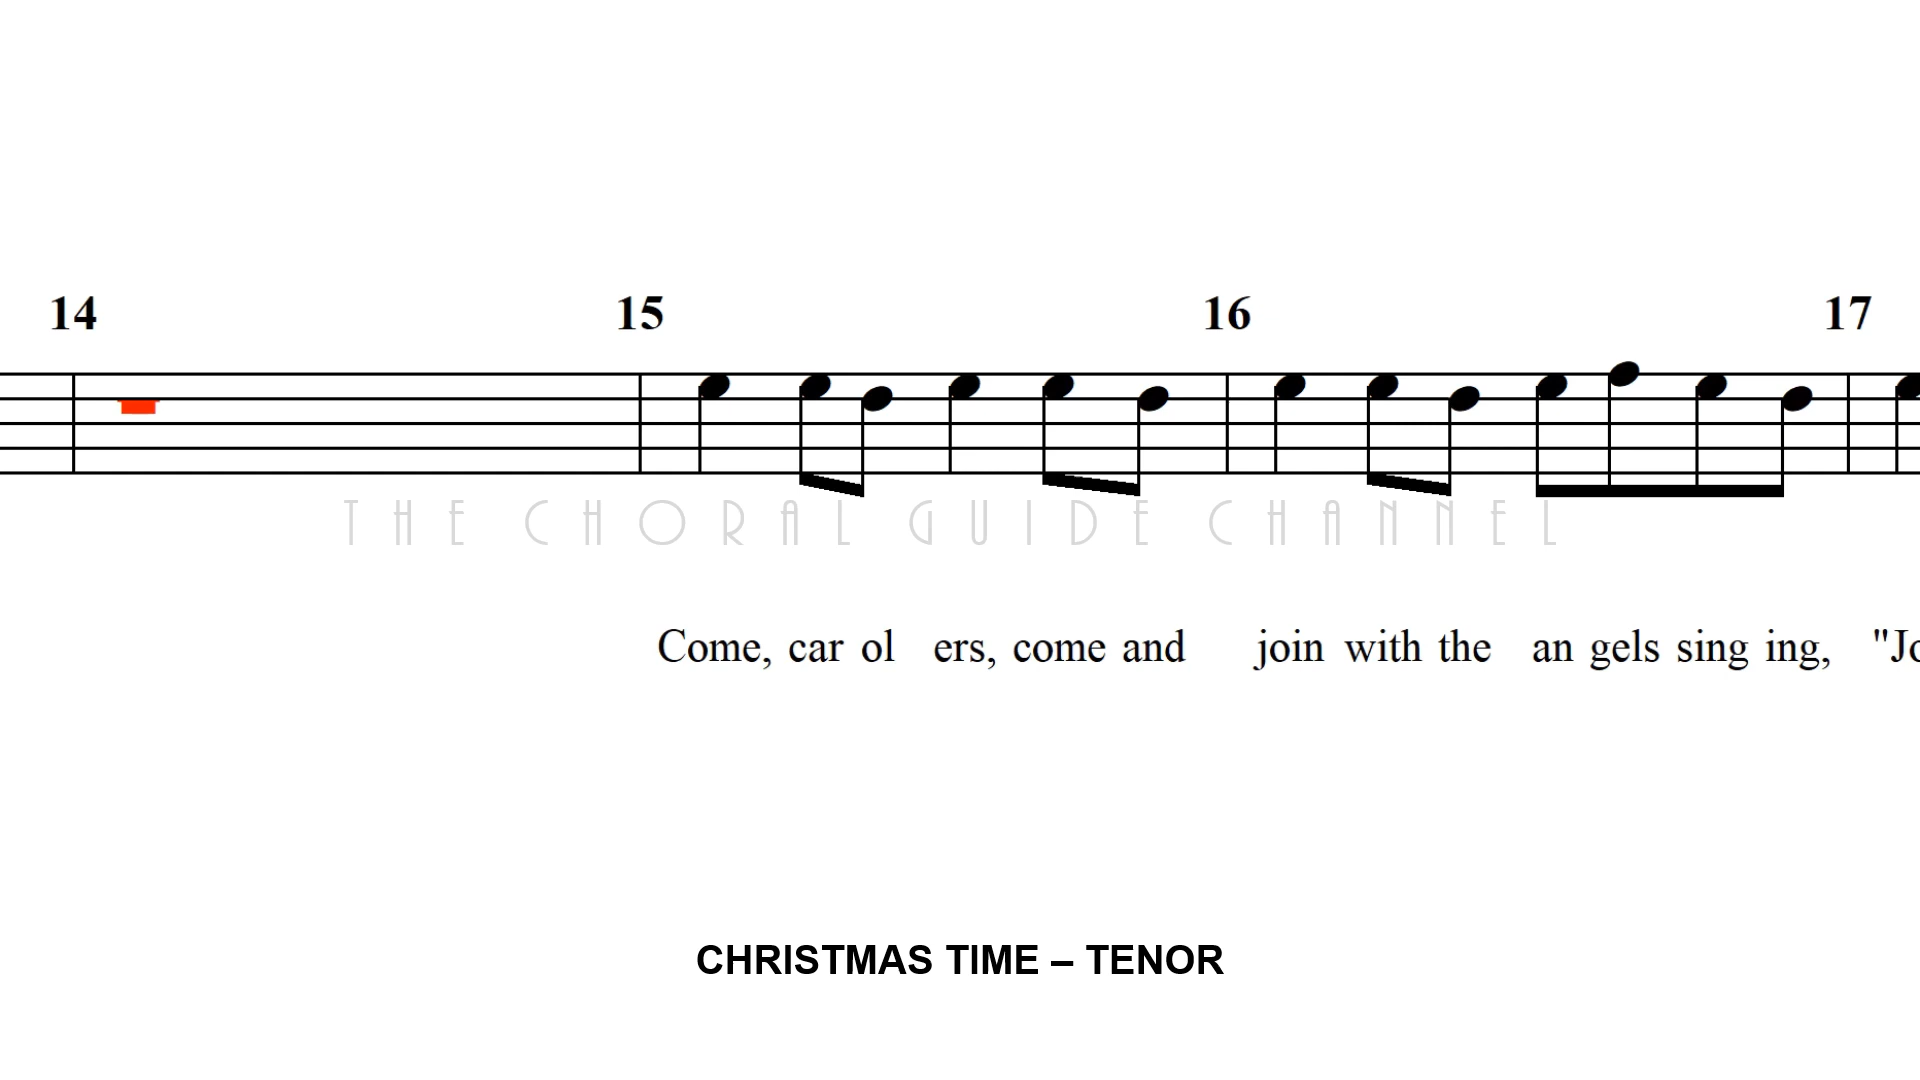 14 15 16 17
THE CHORAL GUIDE CHANNEL
Come, car ol ers, come and join with the an gels sing ing, "Jo
CHRISTMAS TIME – TENOR